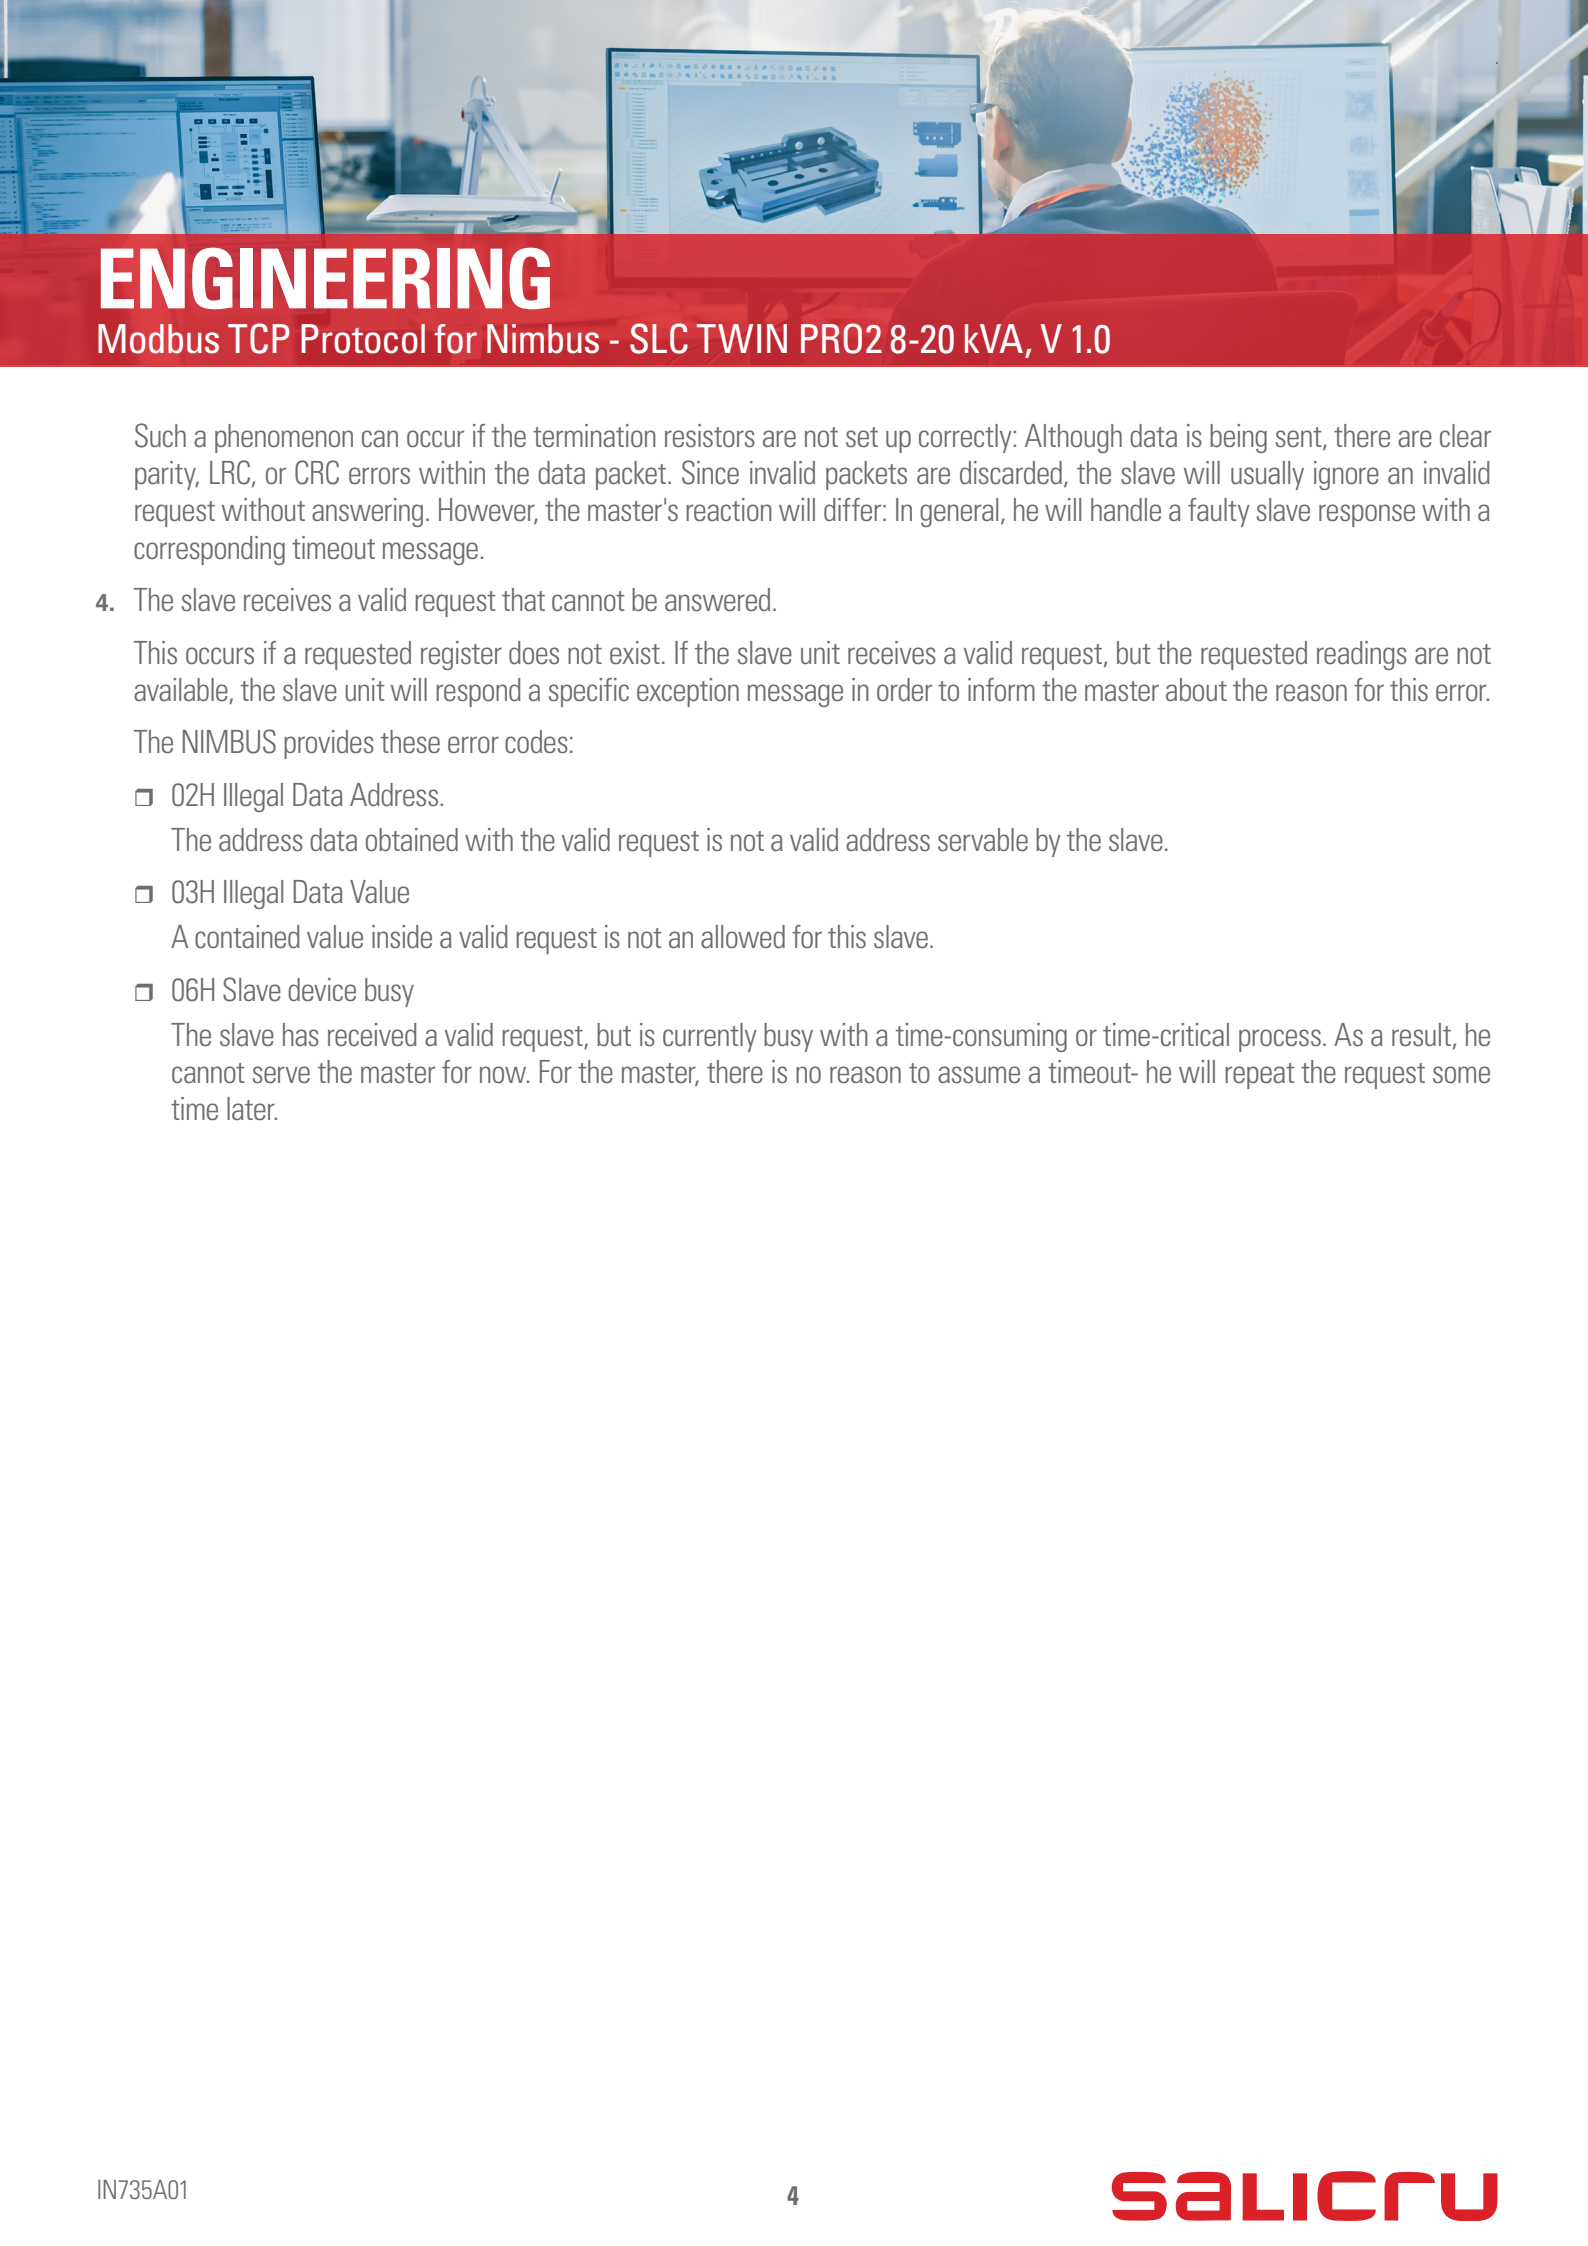 ENGINEERING
Modbus TCP Protocol for Nimbus - SLC TWIN PRO2 8-20 kVA, V 1.0
Such a phenomenon can occur if the termination resistors are not set up correctly: Although data is being sent, there are clear
parity, LRC, or CRC errors within the data packet. Since invalid packets are discarded, the slave will usually ignore an invalid
request without answering. However, the master's reaction will differ: In general, he will handle a faulty slave response with a
corresponding timeout message.
4. The slave receives a valid request that cannot be answered.
This occurs if a requested register does not exist. If the slave unit receives a valid request, but the requested readings are not
available, the slave unit will respond a specific exception message in order to inform the master about the reason for this error.
The NIMBUS provides these error codes:
❒ 02H Illegal Data Address.
The address data obtained with the valid request is not a valid address servable by the slave.
❒ 03H Illegal Data Value
A contained value inside a valid request is not an allowed for this slave.
❒ 06H Slave device busy
The slave has received a valid request, but is currently busy with a time-consuming or time-critical process. As a result, he
cannot serve the master for now. For the master, there is no reason to assume a timeout- he will repeat the request some
time later.
IN735A01
4
SALICRU